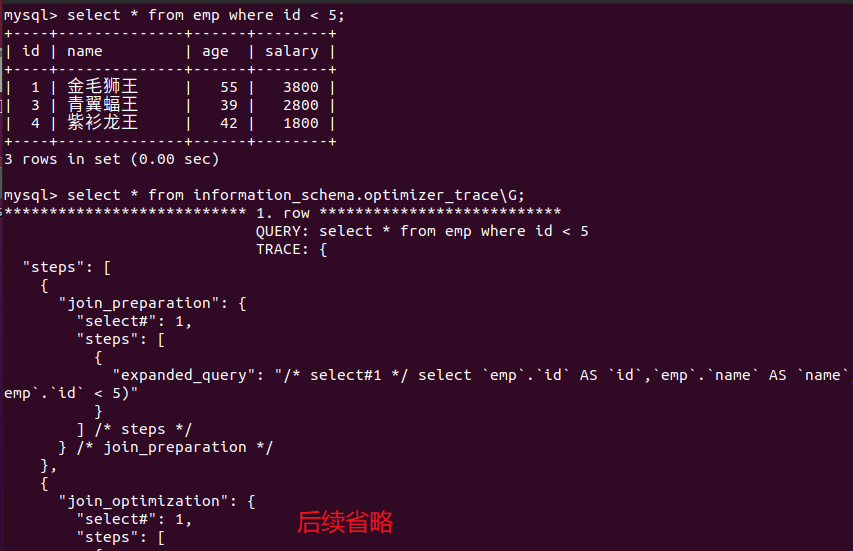 mysql> select * from emp where id < 5;
+----+--------------+------+--------+
| id | name         | age  | salary |
+----+--------------+------+--------+
|  1 | 金毛狮王     |   55 |   3800 |
|  3 | 青翼蝠王     |   39 |   2800 |
|  4 | 紫衫龙王     |   42 |   1800 |
+----+--------------+------+--------+
3 rows in set (0.00 sec)
mysql> select * from information_schema.optimizer_trace\G;
*************************** 1. row ***************************
QUERY: select * from emp where id < 5
TRACE: {
"steps": [
{
"join_preparation": {
"select#": 1,
"steps": [
{
"expanded_query": "/* select#1 */ select `emp`.`id` AS `id`,`emp`.`name` AS `name`,
emp`.`id` < 5)"
}
] /* steps */
} /* join_preparation */
},
{
"join_optimization": {
"select#": 1,
后续省略
"steps": [